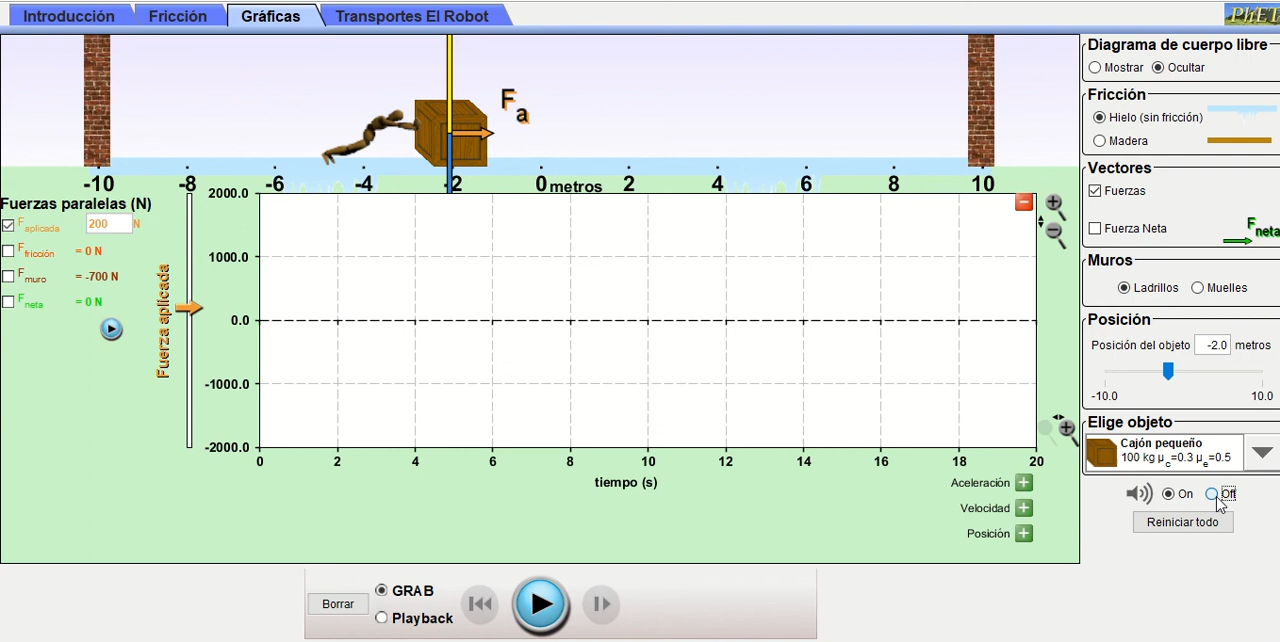 Introducción
Fricción
Gráficas
Transportes El Robot
PhET
Diagrama de cuerpo libre
Mostrar
Ocultar
Fricción
Hielo (sin fricción)
Madera
Vectores
Fuerzas
Fuerza Neta
F neta
Muros
Ladrillos
Muelles
Posición
Posición del objeto -2.0 metros
-10.0 10.0
Elige objeto
Cajón pequeño
100 kg μc=0.3 μe=0.5
On Off
Reiniciar todo
Fa
-10 -8 -6 -4 -2 0 metros 2 4 6 8 10
Fuerzas paralelas (N)
F aplicada 200 N
F fricción = 0 N
F muro = -700 N
F neta = 0 N
Fuerza aplicada
2000.0
1000.0
0.0
-1000.0
-2000.0
0 2 4 6 8 10 12 14 16 18 20
tiempo (s)
Aceleración
Velocidad
Posición
Borrar
GRAB
Playback